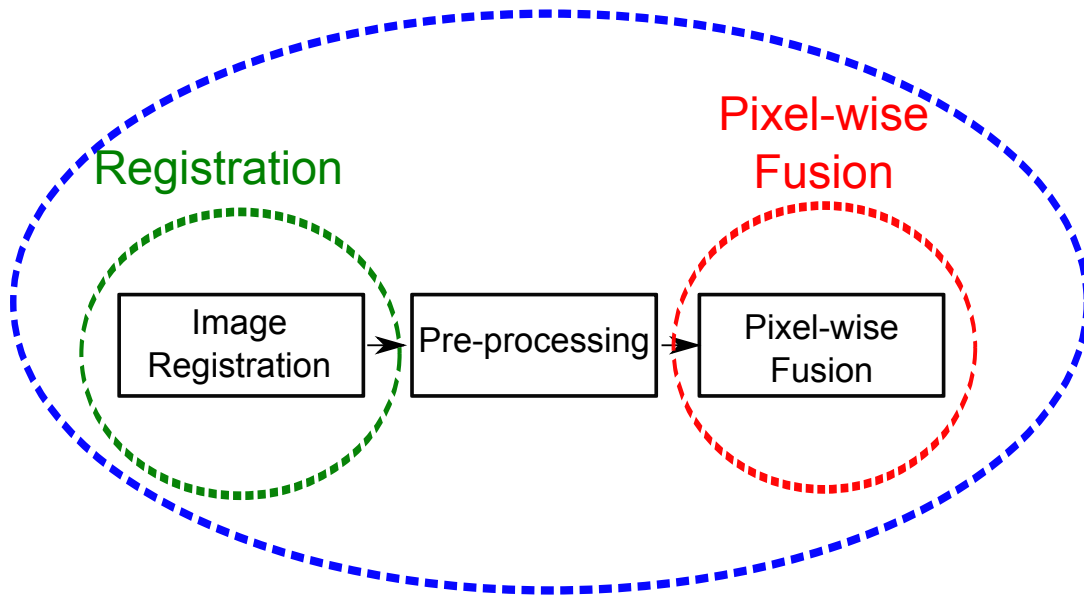 Registration
Pixel-wise
Fusion
Image
Registration
Pre-processing
Pixel-wise
Fusion